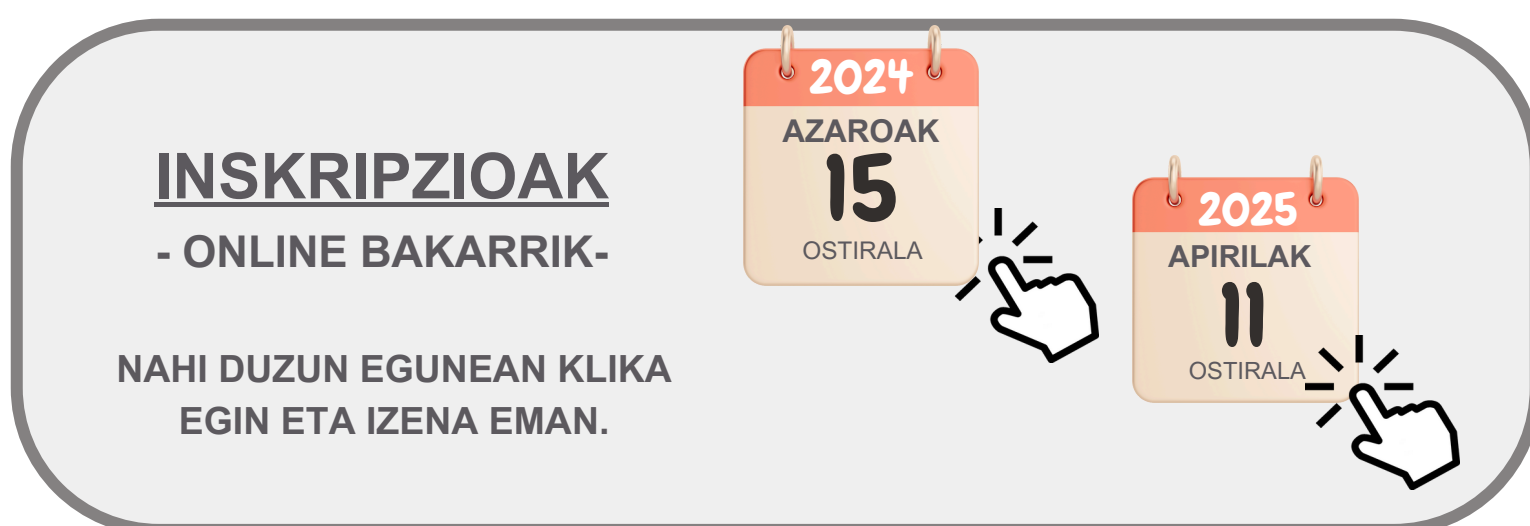 INSKRIPZIOAK
- ONLINE BAKARRIK-
NAHI DUZUN EGUNEAN KLIKA
EGIN ETA IZENA EMAN.
2024
AZAROAK
15
OSTIRALA
2025
APIRILAK
11
OSTIRALA